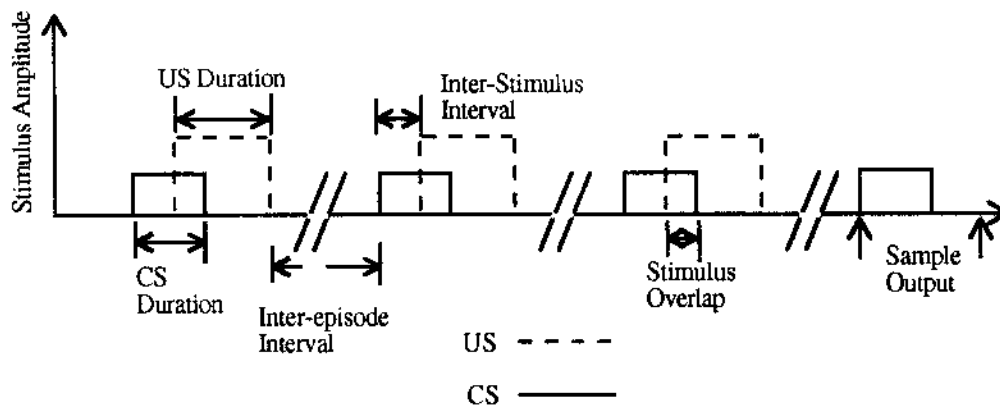 Stimulus Amplitude
US Duration
Inter-Stimulus
Interval
CS
Duration
Inter-episode
Interval
Stimulus
Overlap
Sample
Output
US
CS